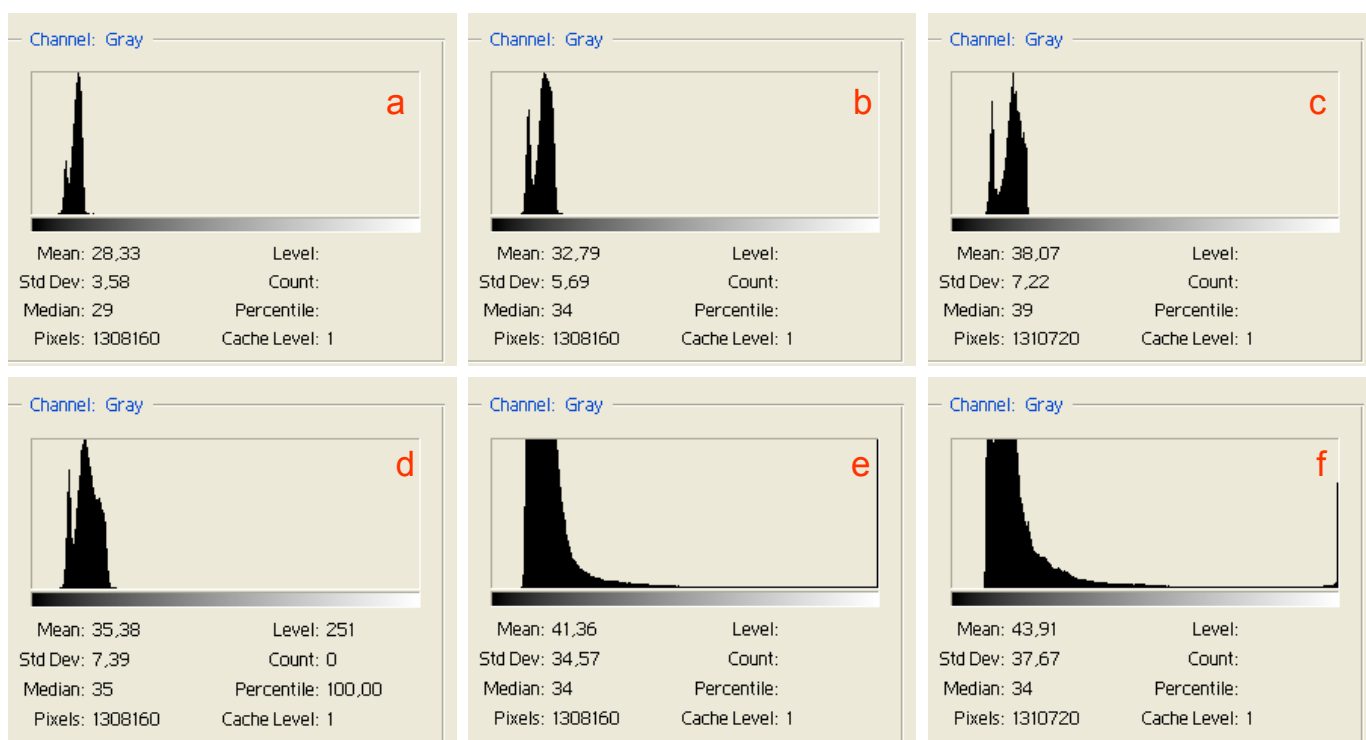 Channel: Gray
a
Mean: 28,33 Level:
Std Dev: 3,58 Count:
Median: 29 Percentile:
Pixels: 1308160 Cache Level: 1
Channel: Gray
b
Mean: 32,79 Level:
Std Dev: 5,69 Count:
Median: 34 Percentile:
Pixels: 1308160 Cache Level: 1
Channel: Gray
c
Mean: 38,07 Level:
Std Dev: 7,22 Count:
Median: 39 Percentile:
Pixels: 1310720 Cache Level: 1
Channel: Gray
d
Mean: 35,38 Level: 251
Std Dev: 7,39 Count: 0
Median: 35 Percentile: 100,00
Pixels: 1308160 Cache Level: 1
Channel: Gray
e
Mean: 41,36 Level:
Std Dev: 34,57 Count:
Median: 34 Percentile:
Pixels: 1308160 Cache Level: 1
Channel: Gray
f
Mean: 43,91 Level:
Std Dev: 37,67 Count:
Median: 34 Percentile:
Pixels: 1310720 Cache Level: 1